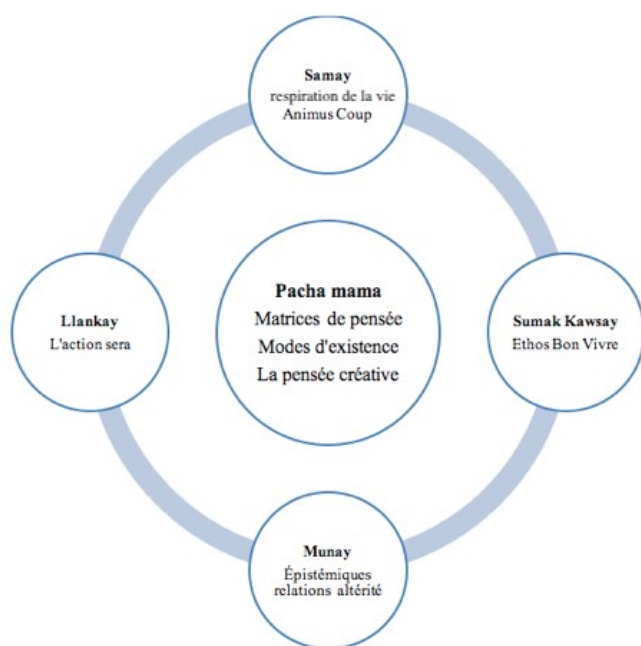 Samay
respiration de la vie
Animus Coup
Llankay
L'action sera
Pacha mama
Matrices de pensée
Modes d'existence
La pensée créative
Sumak Kawsay
Ethos Bon Vivre
Munay
Épistémiques
relations altérité